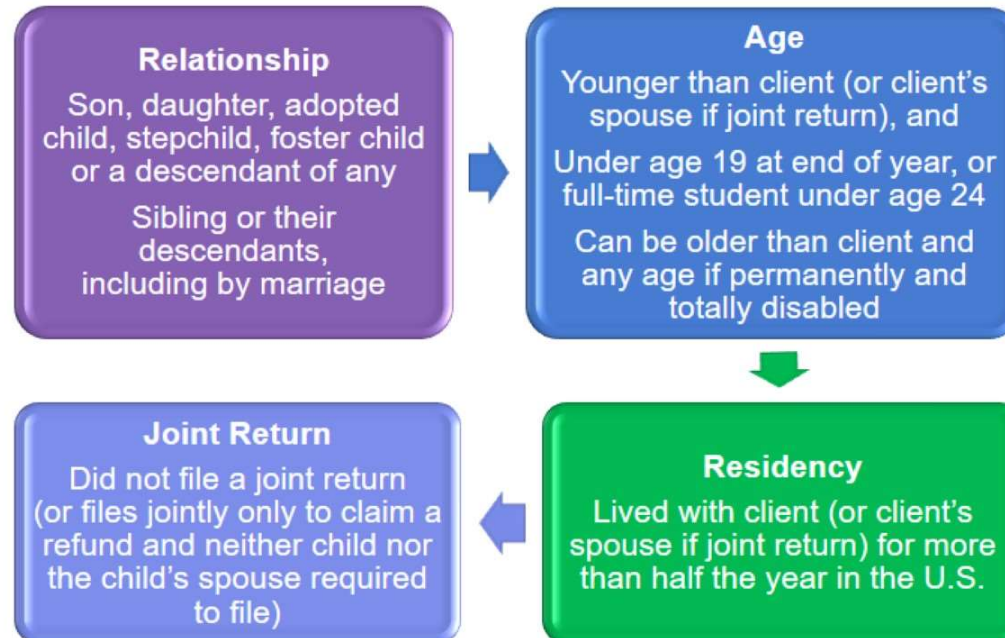 Relationship
Son, daughter, adopted
child, stepchild, foster child
or a descendant of any
Sibling or their
descendants,
including by marriage
Age
Younger than client (or client's
spouse if joint return), and
Under age 19 at end of year, or
full-time student under age 24
Can be older than client and
any age if permanently and
totally disabled
Residency
Lived with client (or client's
spouse if joint return) for more
than half the year in the U.S.
Joint Return
Did not file a joint return
(or files jointly only to claim a
refund and neither child nor
the child's spouse required
to file)